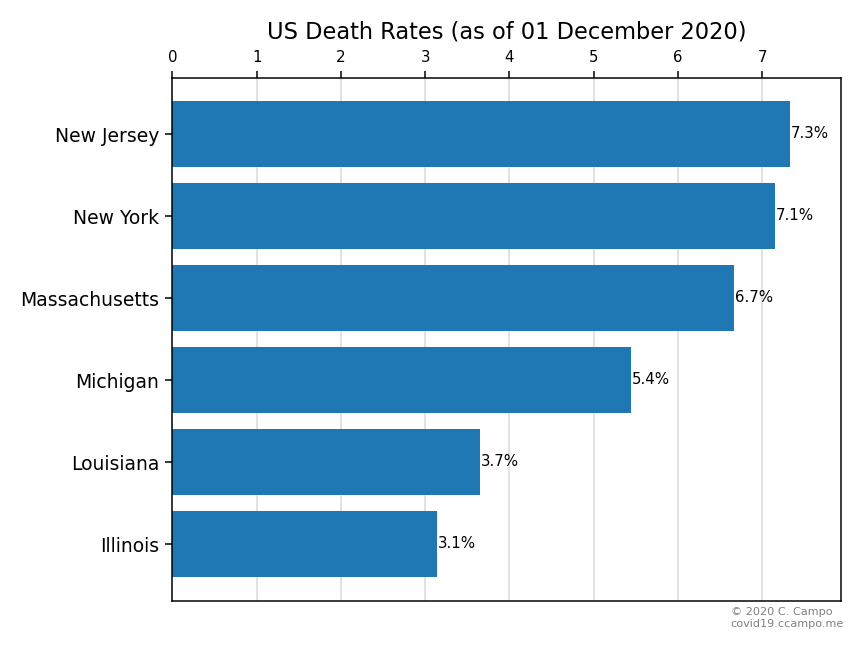 US Death Rates (as of 01 December 2020)
0 1 2 3 4 5 6 7
New Jersey 7.3%
New York 7.1%
Massachusetts 6.7%
Michigan 5.4%
Louisiana 3.7%
Illinois 3.1%
© 2020 C. Campo
covid19.ccampo.me